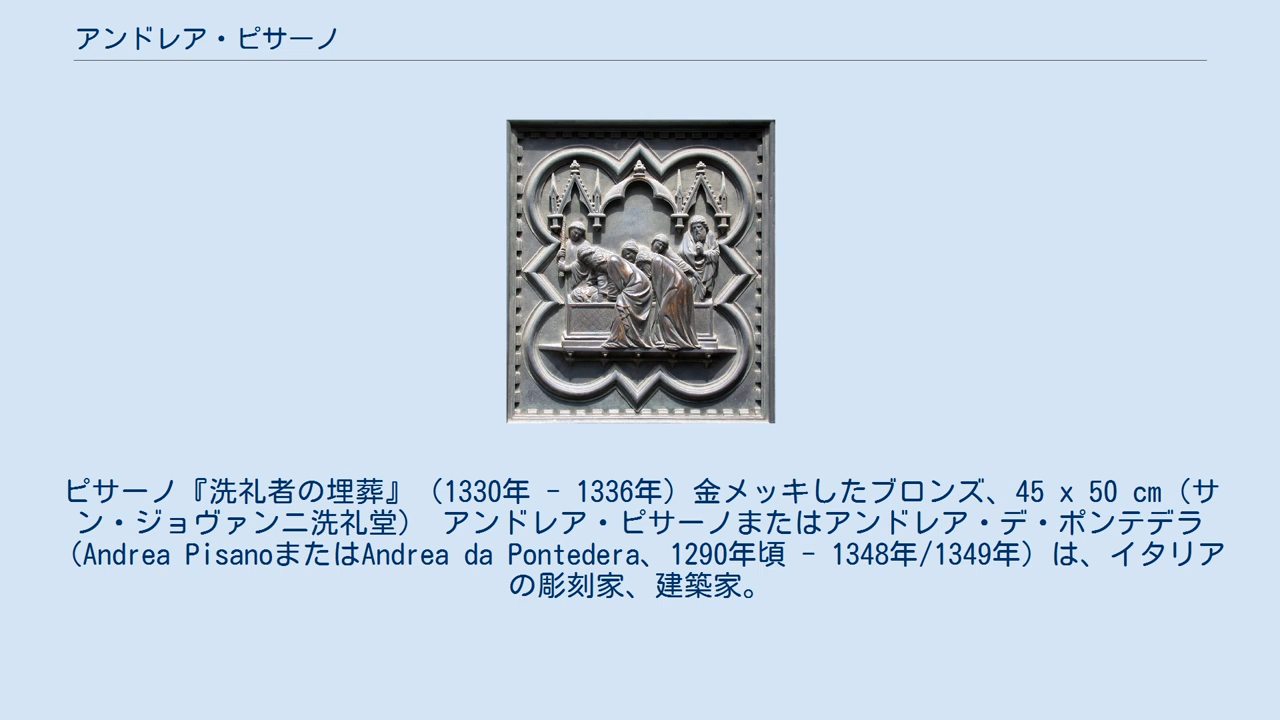 アンドレア・ピサーノ
ピサーノ『洗礼者の埋葬』（1330年 – 1336年）金メッキしたブロンズ、45 x 50 cm（サ
ン・ジョヴァンニ洗礼堂） アンドレア・ピサーノまたはアンドレア・デ・ポンテデラ
（Andrea PisanoまたはAndrea da Pontedera、1290年頃 – 1348年/1349年）は、イタリア
の彫刻家、建築家。